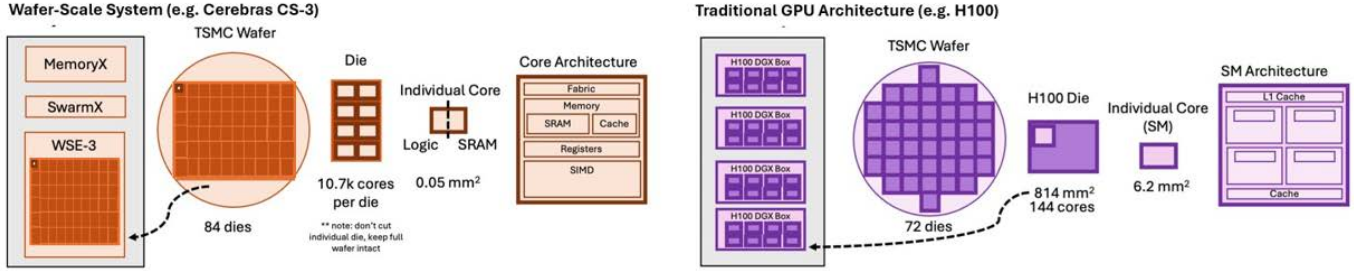 Wafer-Scale System (e.g. Cerebras CS-3)
MemoryX
SwarmX
WSE-3
TSMC Wafer
84 dies
Die
10.7k cores
per die
** note: don't cut
individual die, keep full
wafer intact
Individual Core
Logic
SRAM
0.05 mm²
Core Architecture
Fabric
Memory
SRAM
Cache
Registers
SIMD
Traditional GPU Architecture (e.g. H100)
H100 DGX Box
H100 DGX Box
H100 DGX Box
H100 DGX Box
TSMC Wafer
72 dies
H100 Die
814 mm²
144 cores
Individual Core
(SM)
6.2 mm²
SM Architecture
L1 Cache
Cache